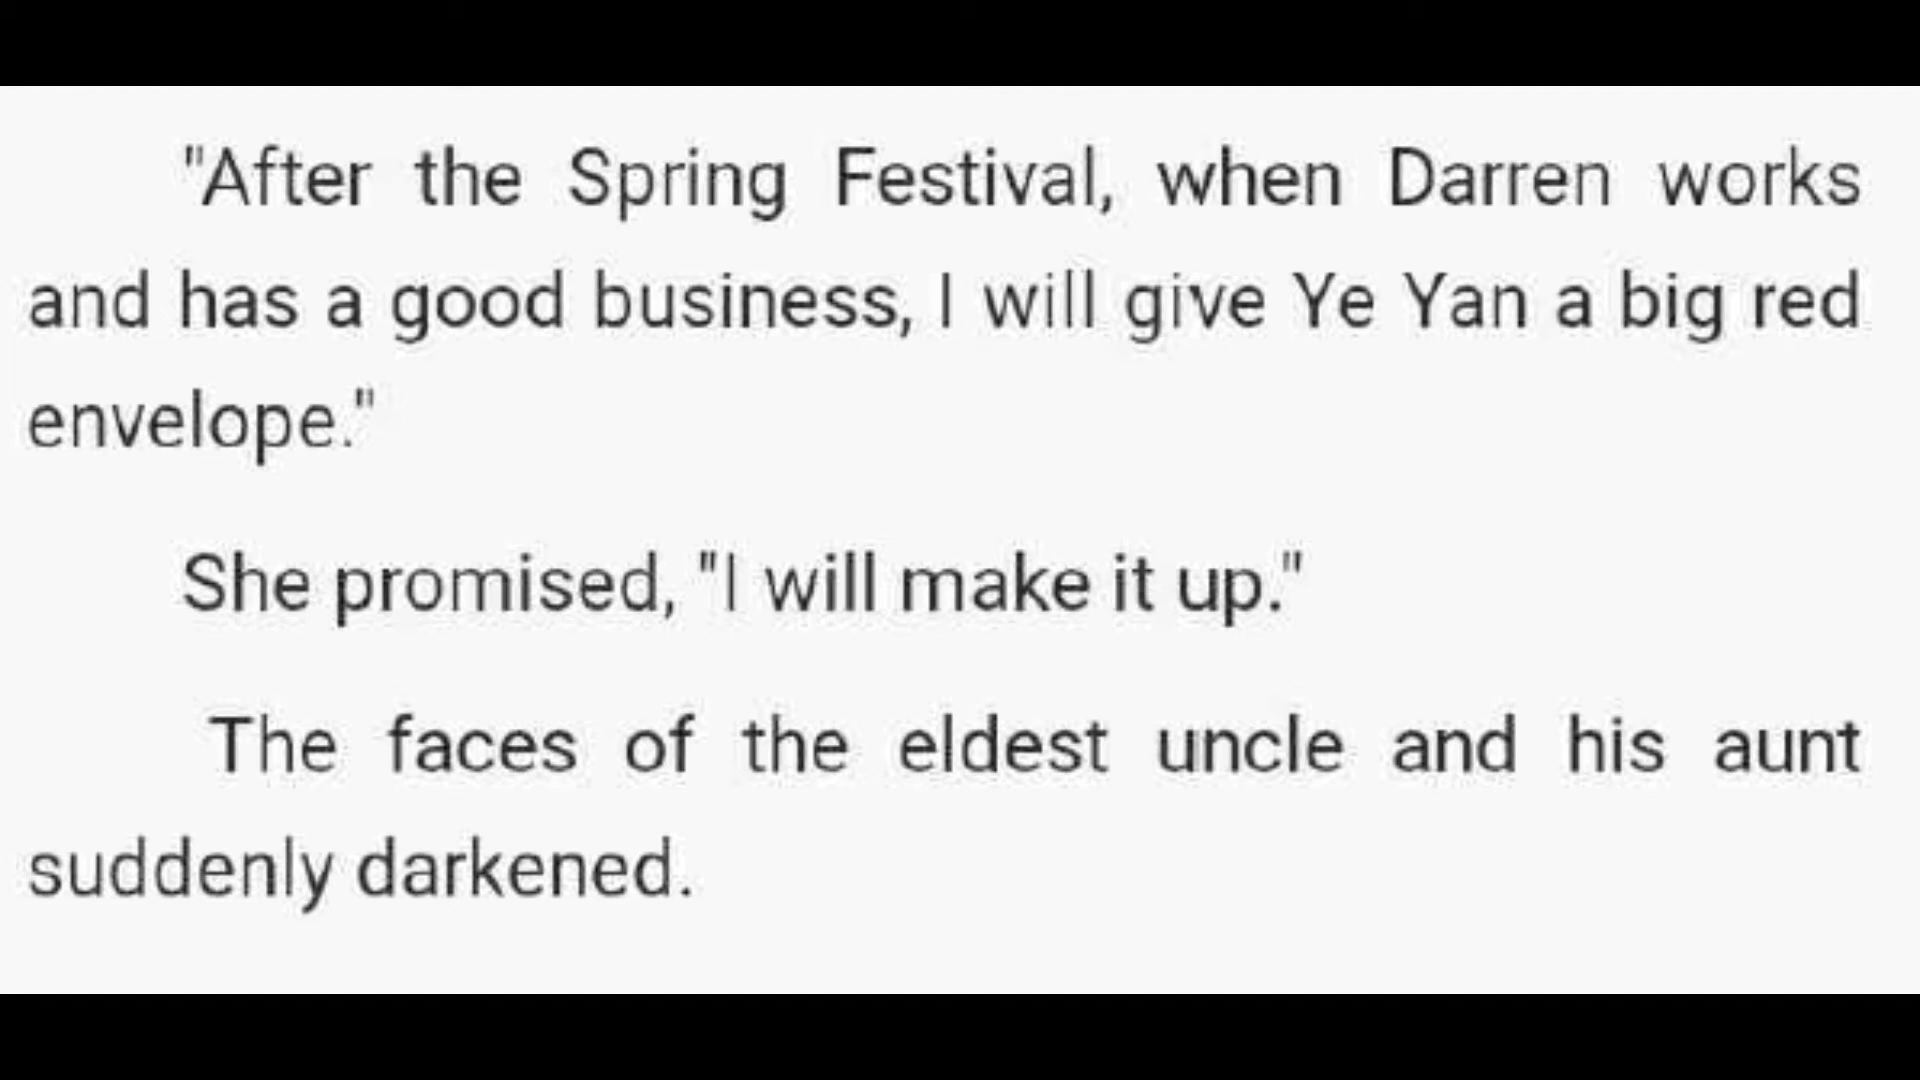 "After the Spring Festival, when Darren works
and has a good business, I will give Ye Yan a big red
envelope."
She promised, "I will make it up."
The faces of the eldest uncle and his aunt
suddenly darkened.